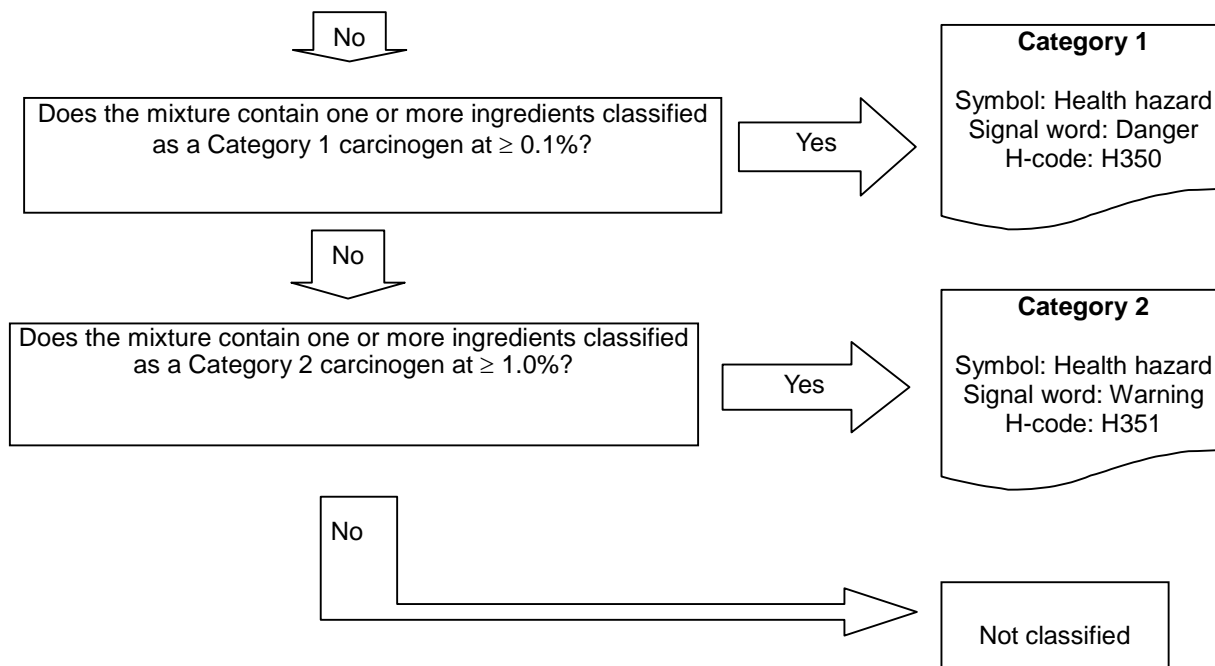 No
Does the mixture contain one or more ingredients classified
as a Category 1 carcinogen at ≥ 0.1%?
Yes
Category 1
Symbol: Health hazard
Signal word: Danger
H-code: H350
No
Does the mixture contain one or more ingredients classified
as a Category 2 carcinogen at ≥ 1.0%?
Yes
Category 2
Symbol: Health hazard
Signal word: Warning
H-code: H351
No
Not classified